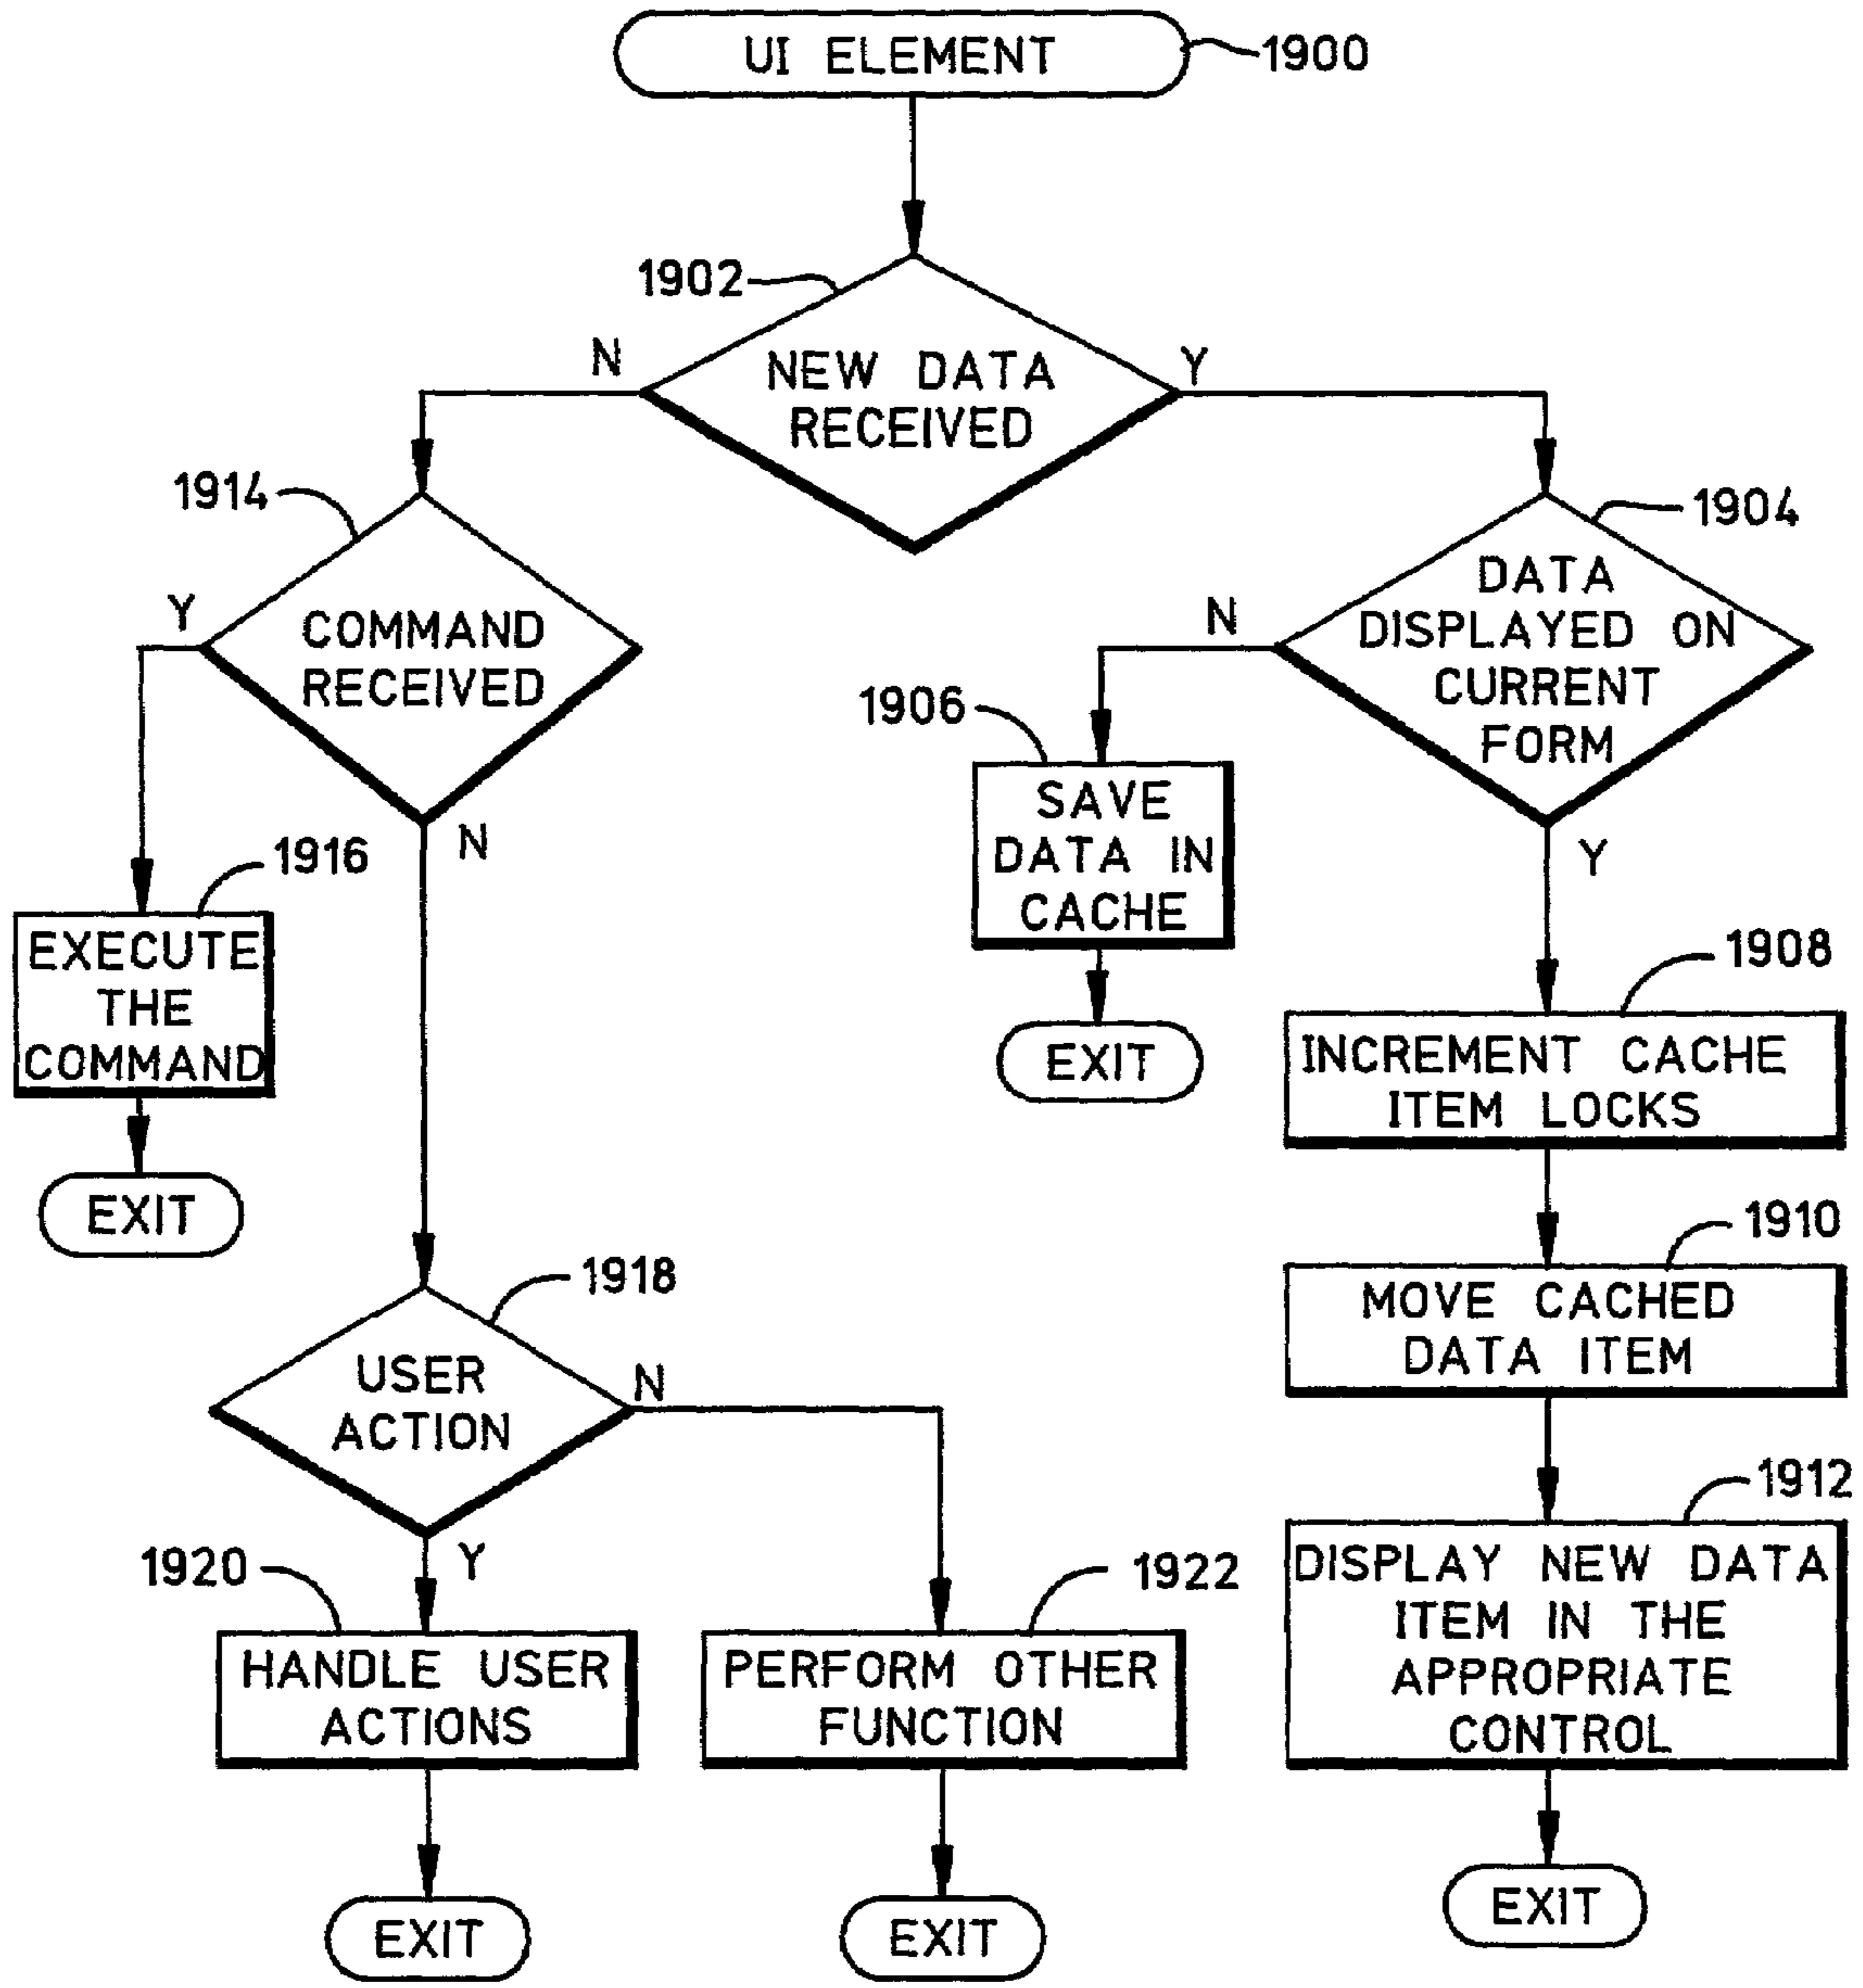 UI ELEMENT
1900
1902
N
NEW DATA
RECEIVED
Y
1914
1904
Y
COMMAND
RECEIVED
N
DATA
DISPLAYED ON
CURRENT
FORM
N
1906
SAVE
DATA IN
CACHE
EXIT
Y
1916
EXECUTE
THE
COMMAND
EXIT
1908
INCREMENT CACHE
ITEM LOCKS
1910
MOVE CACHED
DATA ITEM
1918
USER
ACTION
N
Y
1912
DISPLAY NEW DATA
ITEM IN THE
APPROPRIATE
CONTROL
EXIT
1920
HANDLE USER
ACTIONS
EXIT
1922
PERFORM OTHER
FUNCTION
EXIT